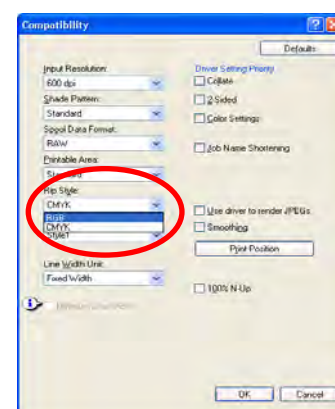 Compatibility
Defaults
Input Resolution:
600 dpi
Shade Pattern:
Standard
Spool Data Format:
RAW
Printable Area:
Standard
Rip Style:
CMYK
RGB
CMYK
Style1
Line Width Unit:
Fixed Width
Driver Setting Priority
Collate
2 Sided
Color Settings
Job Name Shortening
Use driver to render JPEGs
Smoothing
Print Position
100% N-Up
OK
Cancel